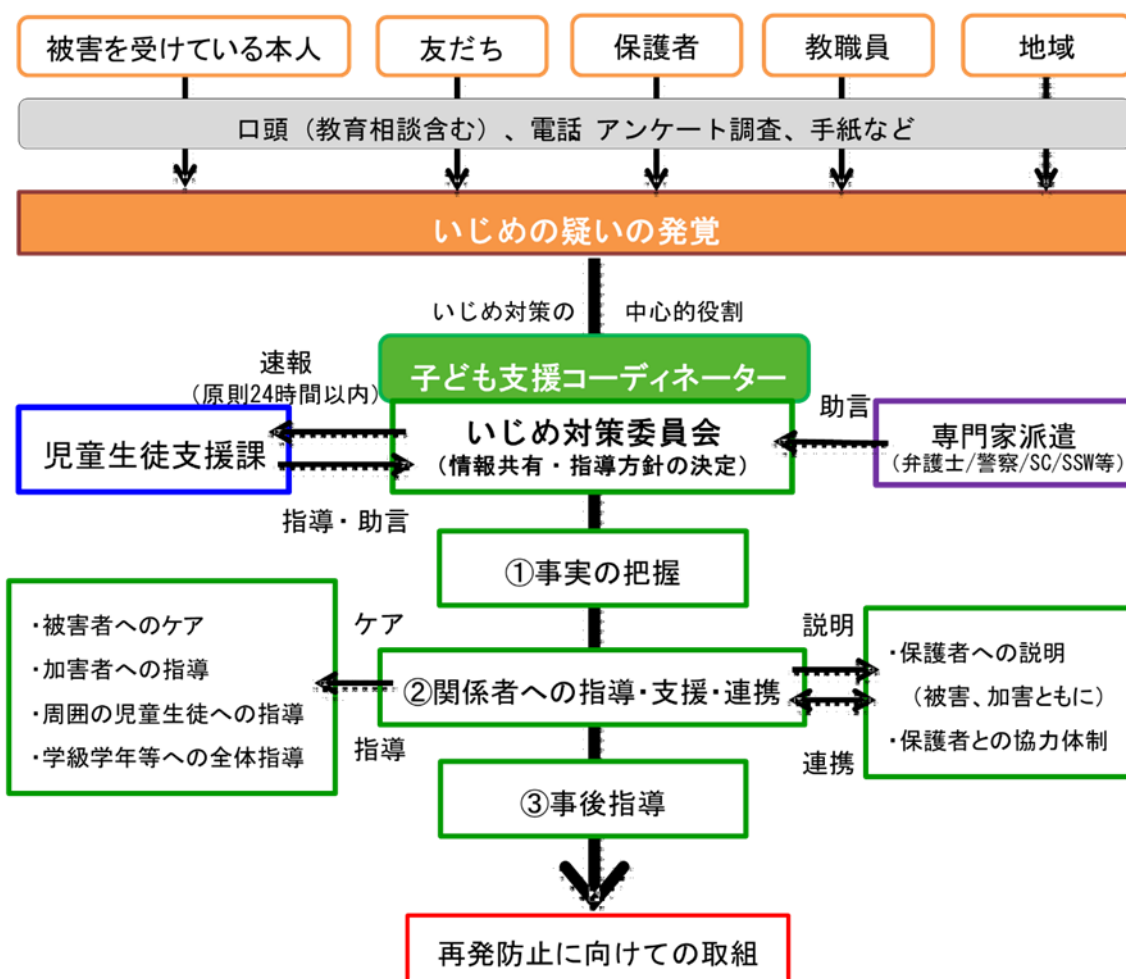 被害を受けている本人
友だち
保護者
教職員
地域
口頭（教育相談含む）、電話 アンケート調査、手紙など
いじめの疑いの発覚
いじめ対策の 中心的役割
子ども支援コーディネーター
速報
（原則24時間以内）
いじめ対策委員会
（情報共有・指導方針の決定）
児童生徒支援課
指導・助言
助言
専門家派遣
（弁護士/警察/SC/SSW等）
①事実の把握
・被害者へのケア
・加害者への指導
・周囲の児童生徒への指導
・学級学年等への全体指導
ケア
指導
②関係者への指導・支援・連携
説明
連携
・保護者への説明
（被害、加害ともに）
・保護者との協力体制
③事後指導
再発防止に向けての取組